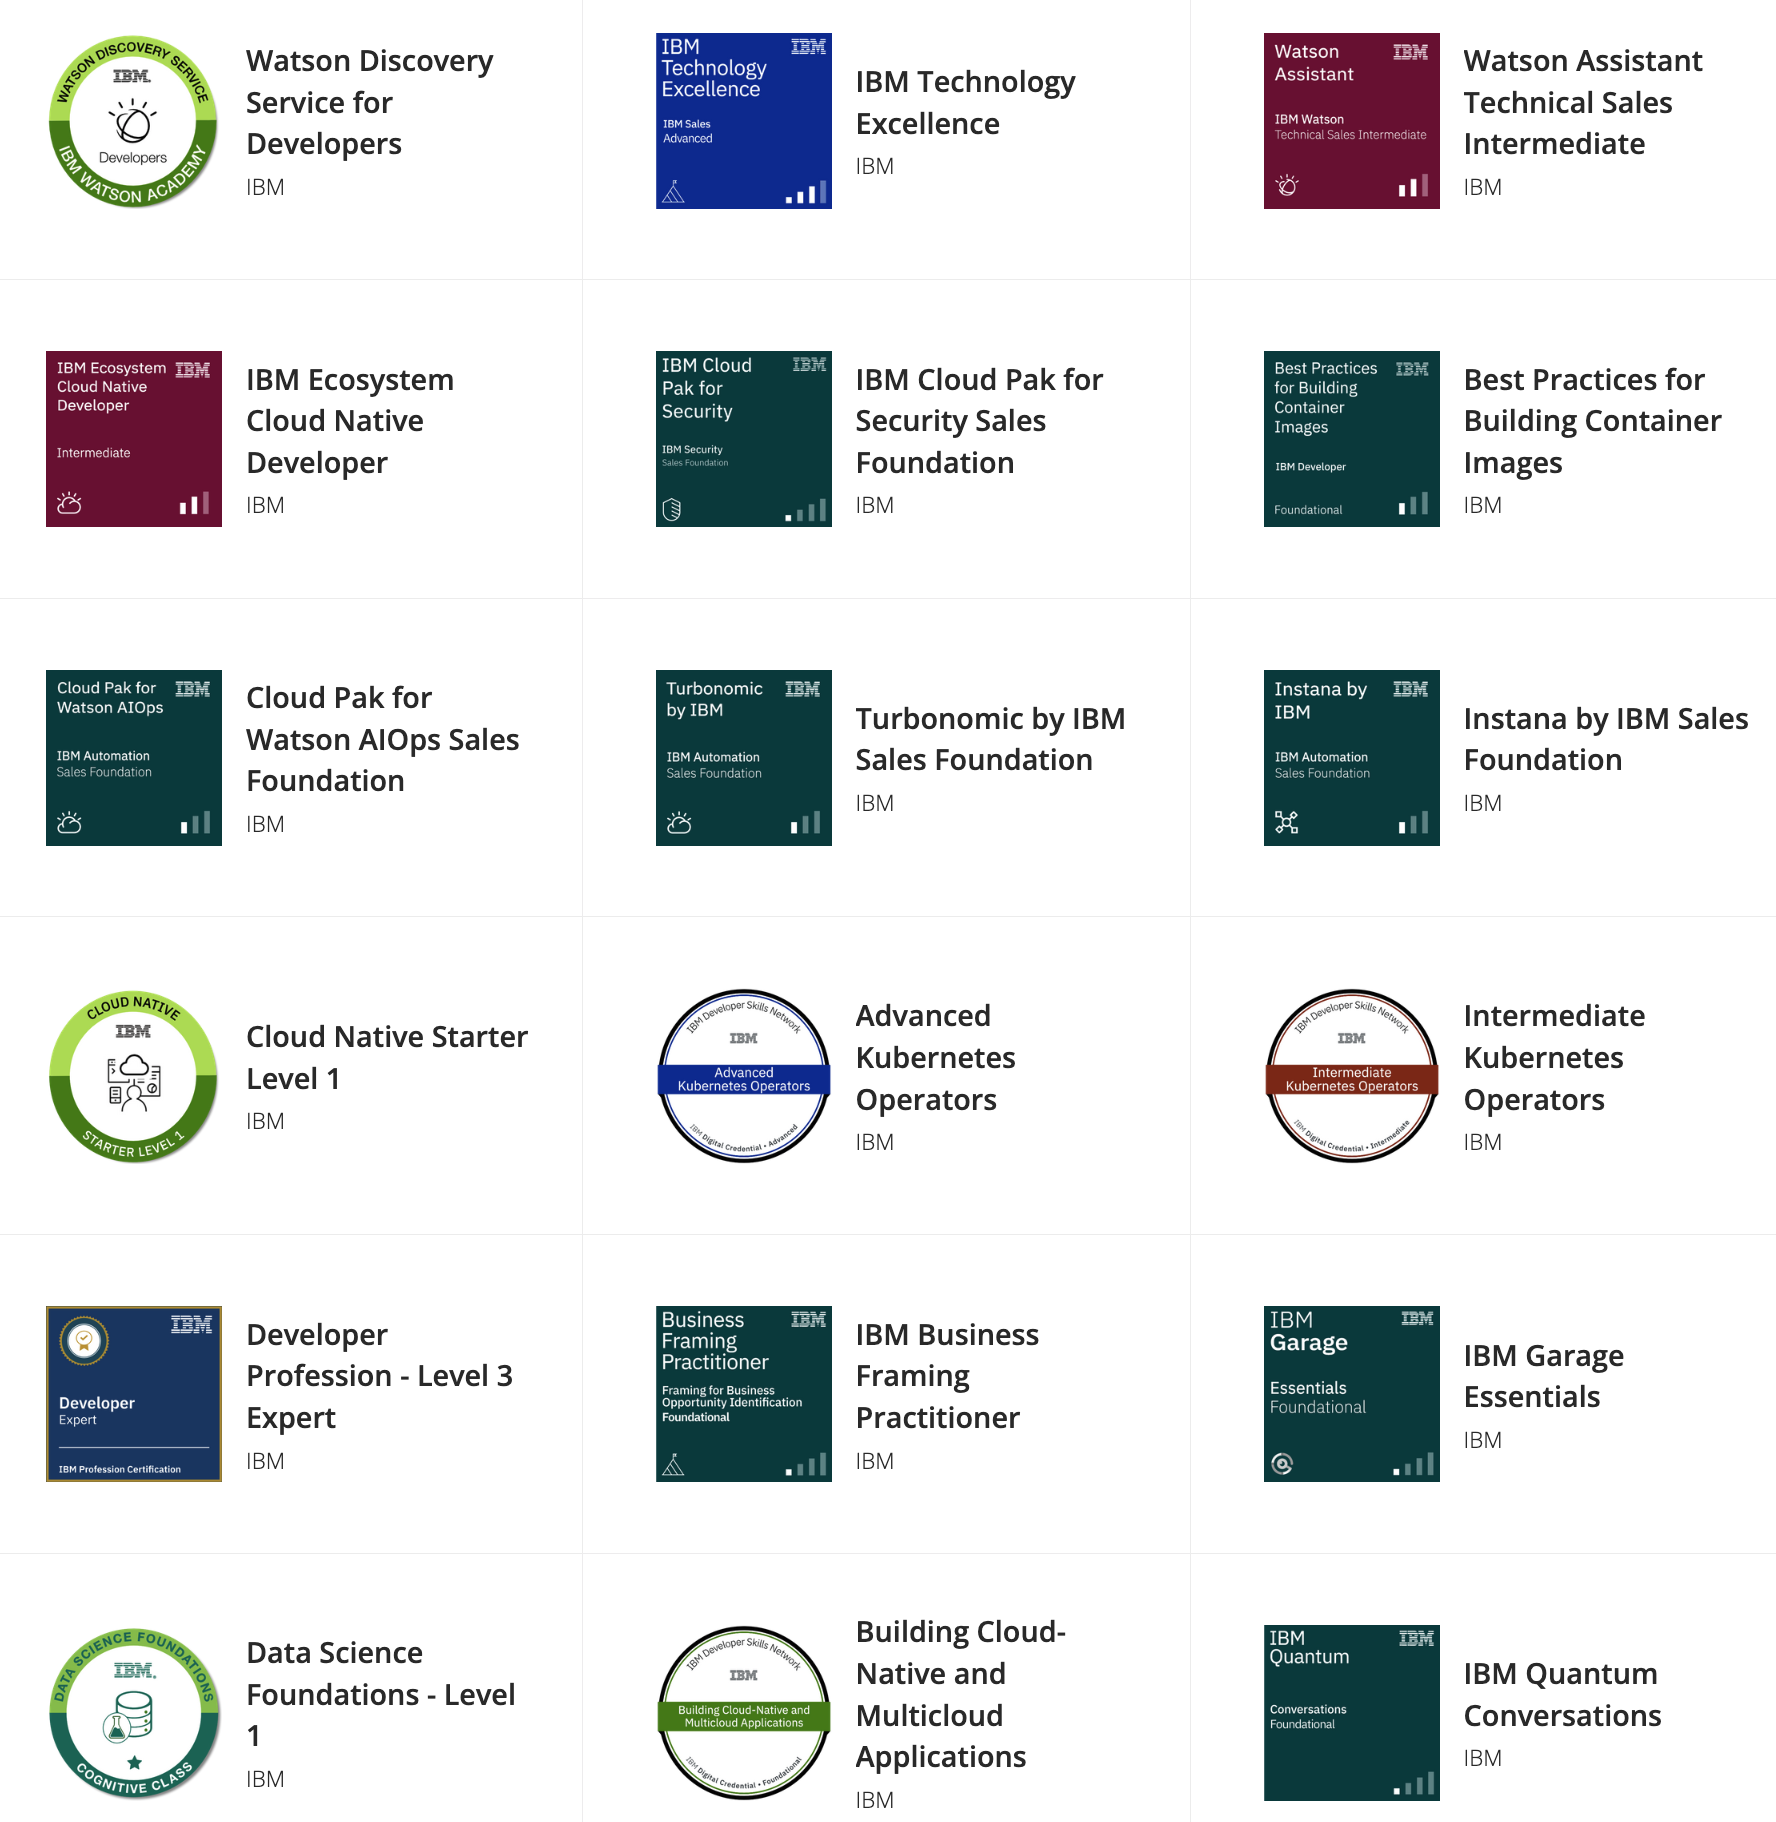 WATSON DISCOVERY SERVICE
IBM
Developers
IBM WATSON ACADEMY
Watson Discovery
Service for
Developers
IBM
IBM
Technology
Excellence
IBM
IBM Sales
Advanced
IBM Technology
Excellence
IBM
Watson
Assistant
IBM
IBM Watson
Technical Sales Intermediate
Watson Assistant
Technical Sales
Intermediate
IBM
IBM Ecosystem
Cloud Native
Developer
IBM
Intermediate
IBM Ecosystem
Cloud Native
Developer
IBM
IBM Cloud
Pak for
Security
IBM
IBM Security
Sales Foundation
IBM Cloud Pak for
Security Sales
Foundation
IBM
Best Practices
for Building
Container
Images
IBM
IBM Developer
Foundational
Best Practices for
Building Container
Images
IBM
Cloud Pak for
Watson AIOps
IBM
IBM Automation
Sales Foundation
Cloud Pak for
Watson AIOps Sales
Foundation
IBM
Turbonomic
by IBM
IBM
IBM Automation
Sales Foundation
Turbonomic by IBM
Sales Foundation
IBM
Instana by
IBM
IBM
IBM Automation
Sales Foundation
Instana by IBM Sales
Foundation
IBM
CLOUD NATIVE
IBM
STARTER LEVEL 1
Cloud Native Starter
Level 1
IBM
IBM Developer Skills Network
IBM
Advanced
Kubernetes Operators
IBM Digital Credential • Advanced
Advanced
Kubernetes
Operators
IBM
IBM Developer Skills Network
IBM
Intermediate
Kubernetes Operators
IBM Digital Credential • Intermediate
Intermediate
Kubernetes
Operators
IBM
IBM
Developer
Expert
IBM Profession Certification
Developer
Profession - Level 3
Expert
IBM
Business
Framing
Practitioner
IBM
Framing for Business
Opportunity Identification
Foundational
IBM Business
Framing
Practitioner
IBM
IBM
Garage
IBM
Essentials
Foundational
IBM Garage
Essentials
IBM
DATA SCIENCE FOUNDATIONS
IBM.
COGNITIVE CLASS
Data Science
Foundations - Level
1
IBM
IBM Developer Skills Network
IBM
Building Cloud-Native and
Multicloud Applications
IBM Digital Credential • Foundational
Building Cloud-
Native and
Multicloud
Applications
IBM
IBM
Quantum
IBM
Conversations
Foundational
IBM Quantum
Conversations
IBM